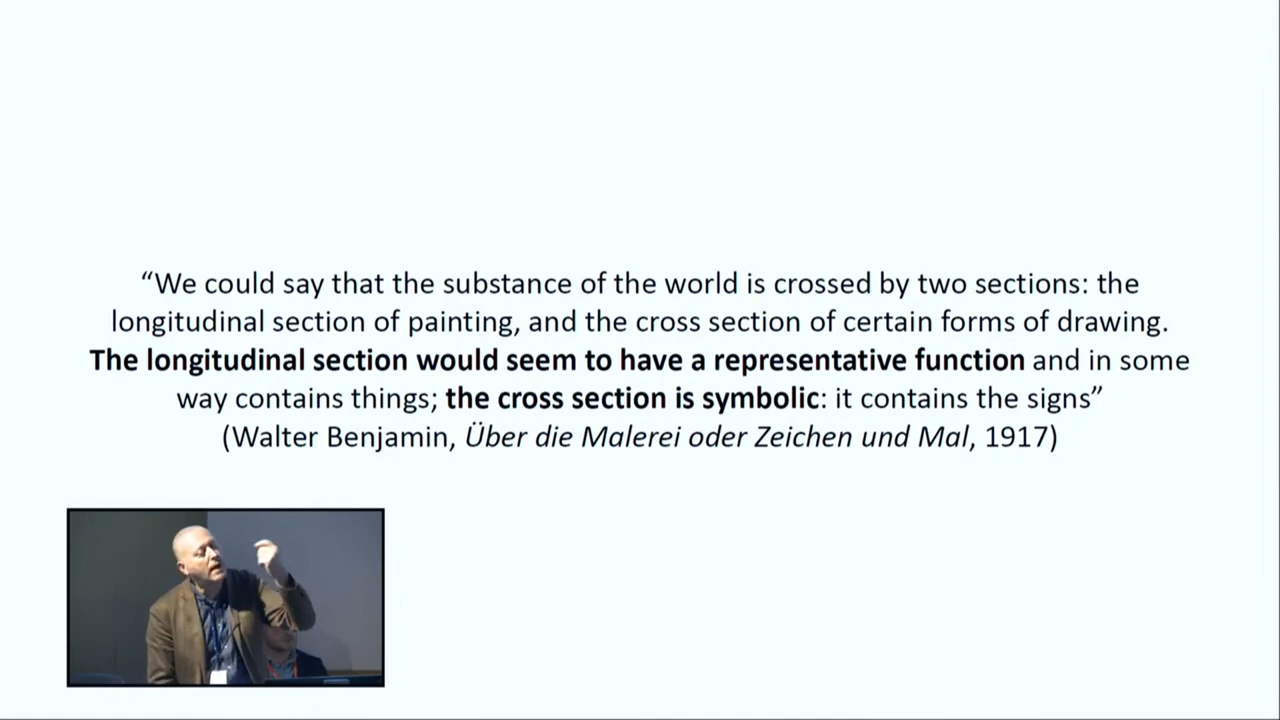 “We could say that the substance of the world is crossed by two sections: the
longitudinal section of painting, and the cross section of certain forms of drawing.
The longitudinal section would seem to have a representative function and in some
way contains things; the cross section is symbolic: it contains the signs”
(Walter Benjamin, Über die Malerei oder Zeichen und Mal, 1917)